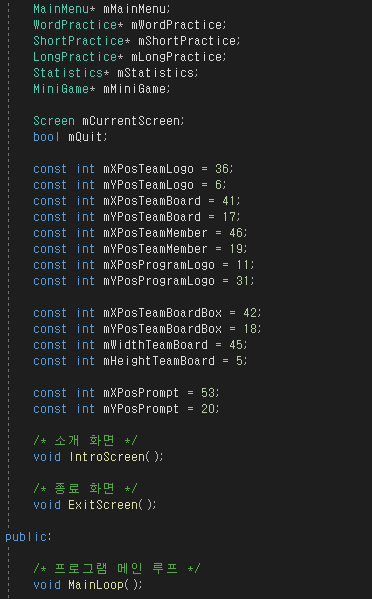 MainMenu* mMainMenu;
WordPractice* mWordPractice;
ShortPractice* mShortPractice;
LongPractice* mLongPractice;
Statistics* mStatistics;
MiniGame* mMiniGame;
Screen mCurrentScreen;
bool mQuit;
const int mXPosTeamLogo = 36;
const int mYPosTeamLogo = 6;
const int mXPosTeamBoard = 41;
const int mYPosTeamBoard = 17;
const int mXPosTeamMember = 46;
const int mYPosTeamMember = 19;
const int mXPosProgramLogo = 11;
const int mYPosProgramLogo = 31;
const int mXPosTeamBoardBox = 42;
const int mYPosTeamBoardBox = 18;
const int mWidthTeamBoard = 45;
const int mHeightTeamBoard = 5;
const int mXPosPrompt = 53;
const int mYPosPrompt = 20;
/* 소개 화면 */
void IntroScreen();
/* 종료 화면 */
void ExitScreen();
public:
/* 프로그램 메인 루프 */
void MainLoop();